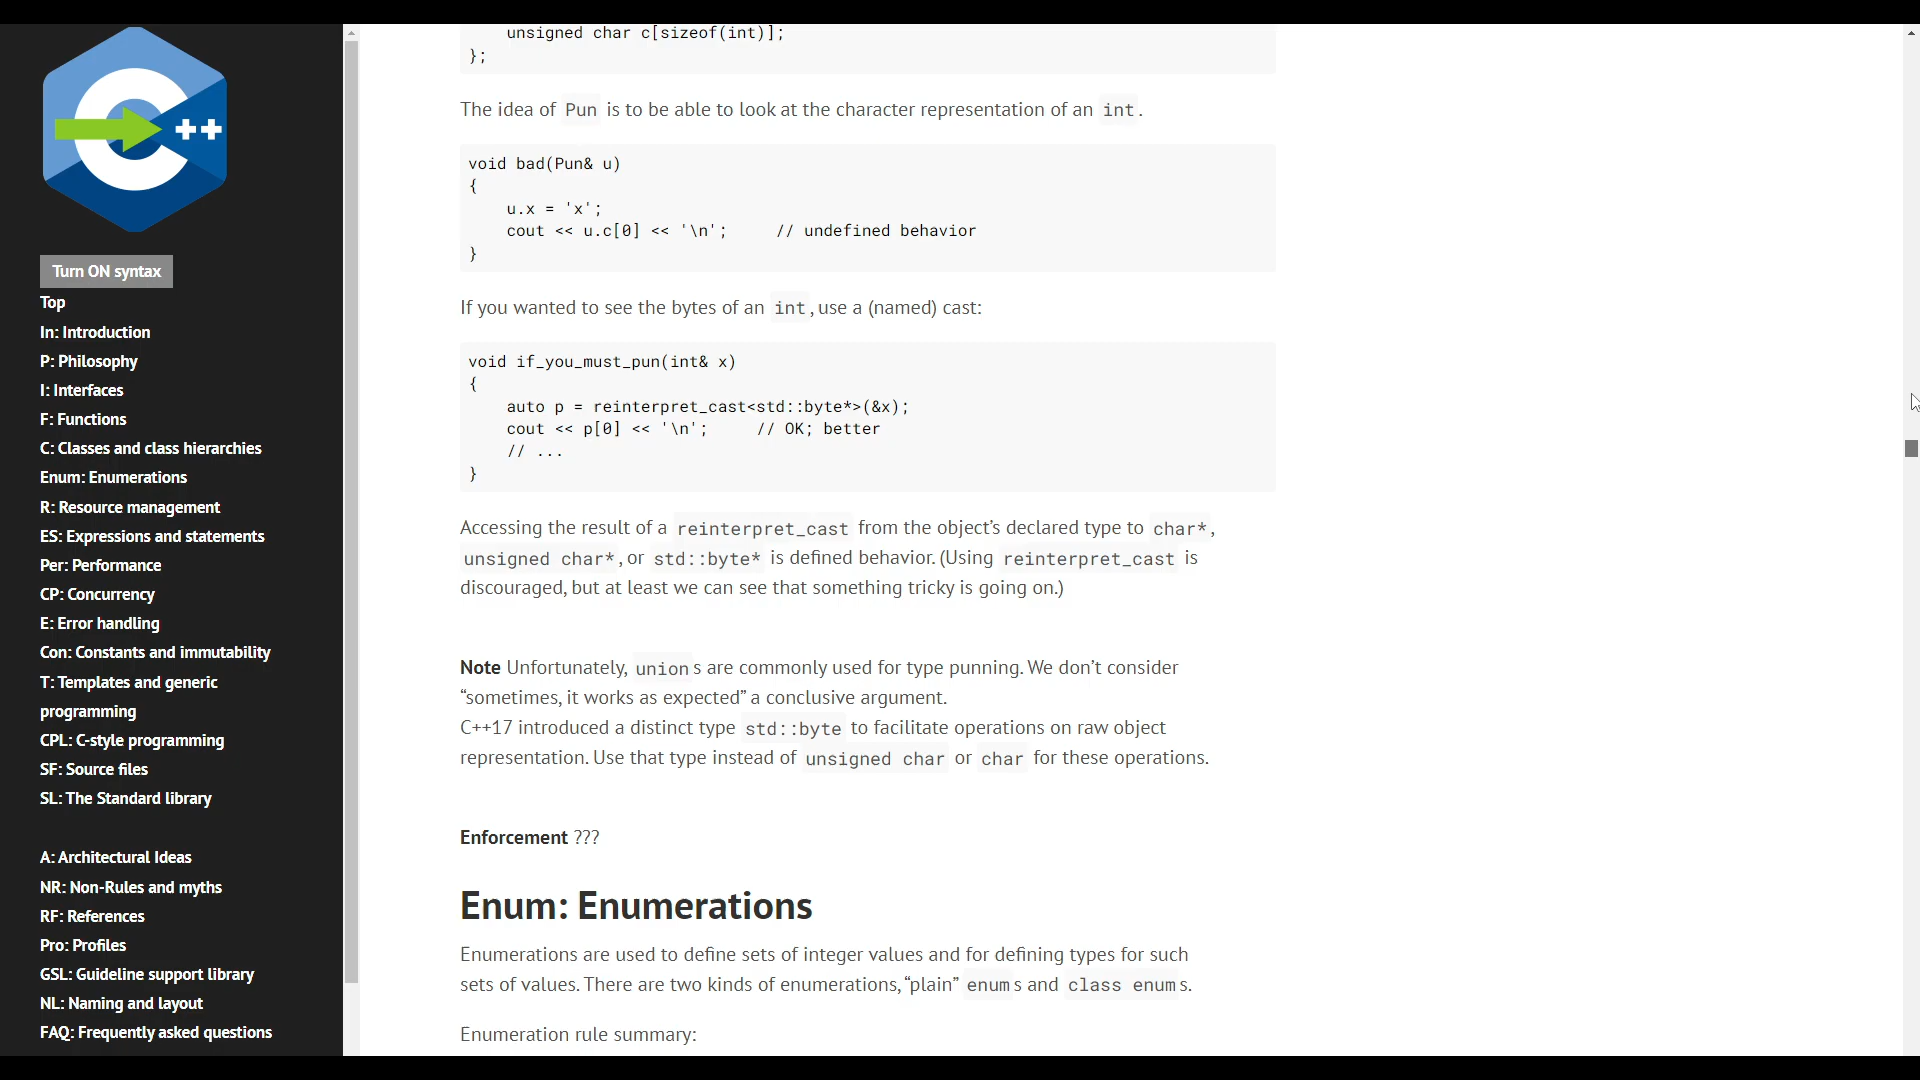 C ++
Turn ON syntax
Top
In: Introduction
P: Philosophy
I: Interfaces
F: Functions
C: Classes and class hierarchies
Enum: Enumerations
R: Resource management
ES: Expressions and statements
Per: Performance
CP: Concurrency
E: Error handling
Con: Constants and immutability
T: Templates and generic
programming
CPL: C-style programming
SF: Source files
SL: The Standard library
A: Architectural Ideas
NR: Non-Rules and myths
RF: References
Pro: Profiles
GSL: Guideline support library
NL: Naming and layout
FAQ: Frequently asked questions
    unsigned char c[sizeof(int)];
};
The idea of Pun is to be able to look at the character representation of an int.
void bad(Pun& u)
{
    u.x = 'x';
    cout << u.c[0] << '\n';     // undefined behavior
}
If you wanted to see the bytes of an int, use a (named) cast:
void if_you_must_pun(int& x)
{
    auto p = reinterpret_cast<std::byte*>(&x);
    cout << p[0] << '\n';     // OK; better
    // ...
}
Accessing the result of a reinterpret_cast from the object’s declared type to char*,
unsigned char*, or std::byte* is defined behavior. (Using reinterpret_cast is
discouraged, but at least we can see that something tricky is going on.)
Note Unfortunately, unions are commonly used for type punning. We don’t consider
“sometimes, it works as expected” a conclusive argument.
C++17 introduced a distinct type std::byte to facilitate operations on raw object
representation. Use that type instead of unsigned char or char for these operations.
Enforcement ???
Enum: Enumerations
Enumerations are used to define sets of integer values and for defining types for such
sets of values. There are two kinds of enumerations, “plain” enums and class enums.
Enumeration rule summary: